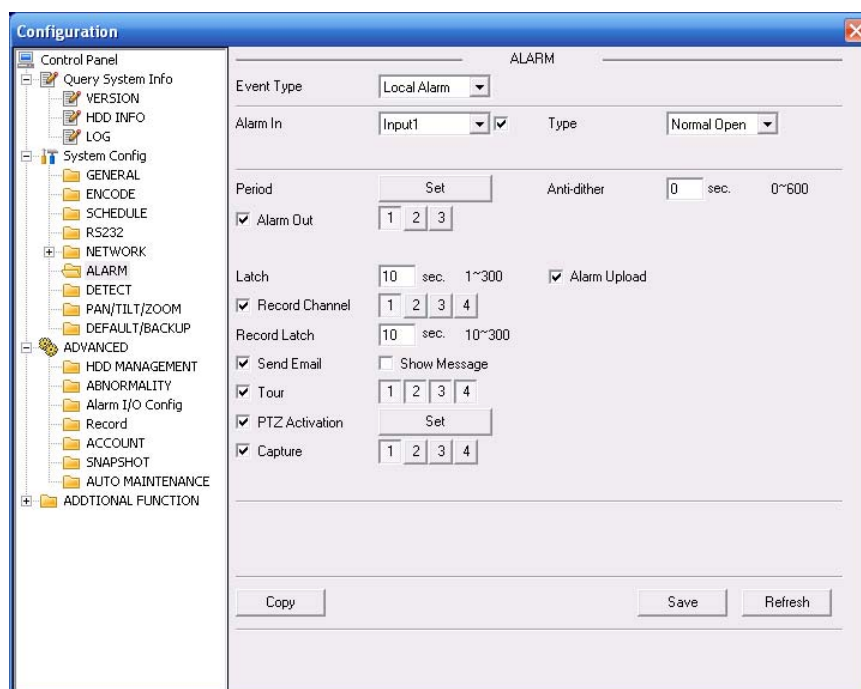 Configuration
Control Panel
Query System Info
VERSION
HDD INFO
LOG
System Config
GENERAL
ENCODE
SCHEDULE
RS232
NETWORK
ALARM
DETECT
PAN/TILT/ZOOM
DEFAULT/BACKUP
ADVANCED
HDD MANAGEMENT
ABNORMALITY
Alarm I/O Config
Record
ACCOUNT
SNAPSHOT
AUTO MAINTENANCE
ADDTIONAL FUNCTION
ALARM
Event Type Local Alarm
Alarm In Input1 Type Normal Open
Period Set Anti-dither 0 sec. 0~600
Alarm Out 1 2 3
Latch 10 sec. 1~300 Alarm Upload
Record Channel 1 2 3 4
Record Latch 10 sec. 10~300
Send Email Show Message
Tour 1 2 3 4
PTZ Activation Set
Capture 1 2 3 4
Copy Save Refresh